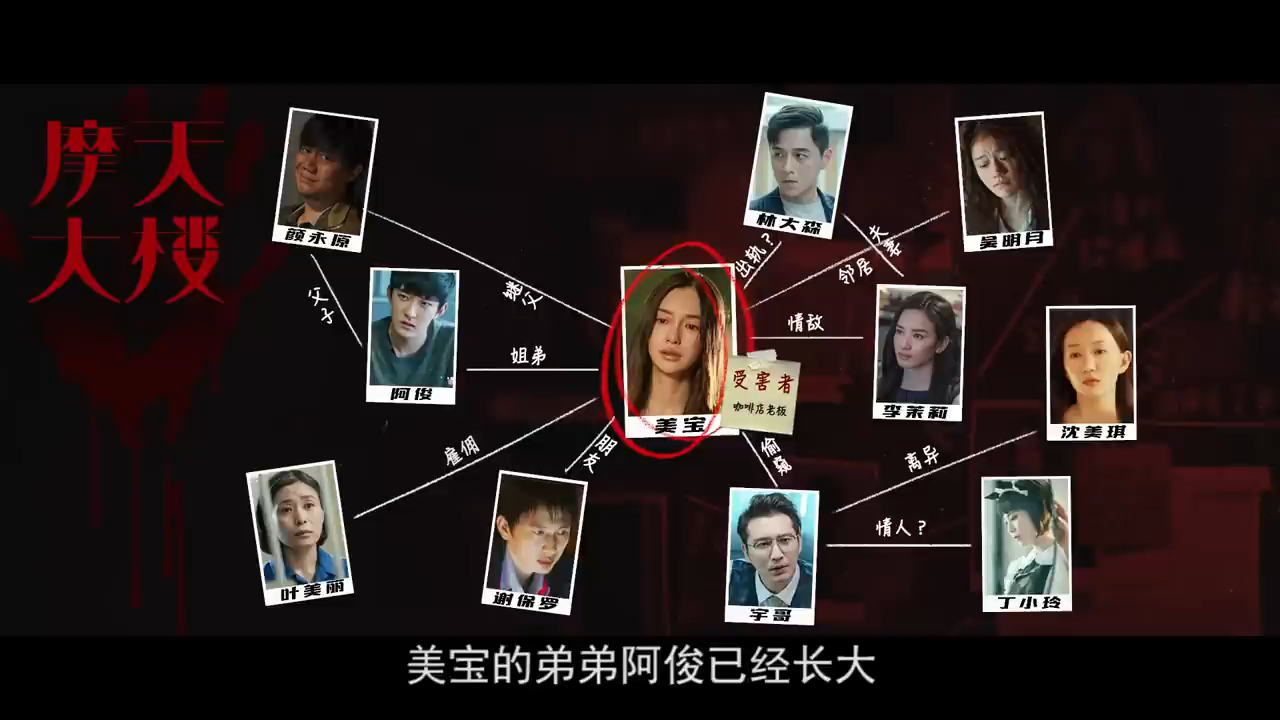 摩天
大楼
颜永原
林大森
吴明月
父子
继父
出轨？
夫妻
邻居
阿俊
姐弟
情敌
李茉莉
受害者
咖啡店老板
美宝
沈美琪
雇佣
朋友
偷窥
离异
叶美丽
谢保罗
宇哥
情人？
丁小玲
美宝的弟弟阿俊已经长大